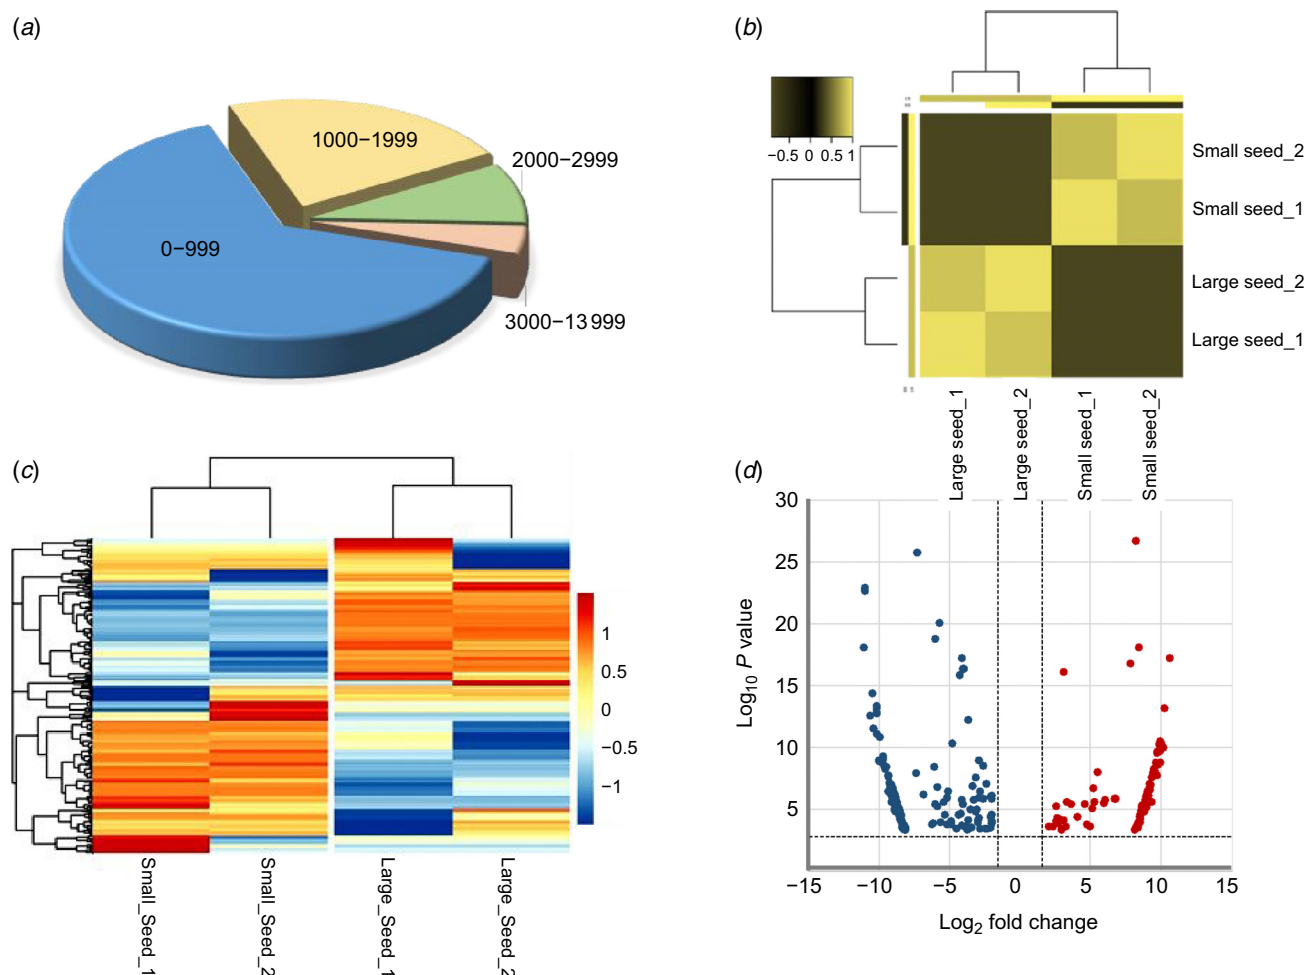 (a)
1000–1999
2000–2999
0–999
3000–13 999
(b)
−0.5 0 0.5 1
Small seed_2
Small seed_1
Large seed_2
Large seed_1
Large seed_1
Large seed_2
Small seed_1
Small seed_2
(c)
1
0.5
0
−0.5
−1
Small_Seed_1
Small_Seed_2
Large_Seed_1
Large_Seed_2
(d)
30
25
20
15
10
5
Log10 P value
−15 −10 −5 0 5 10 15
Log2 fold change